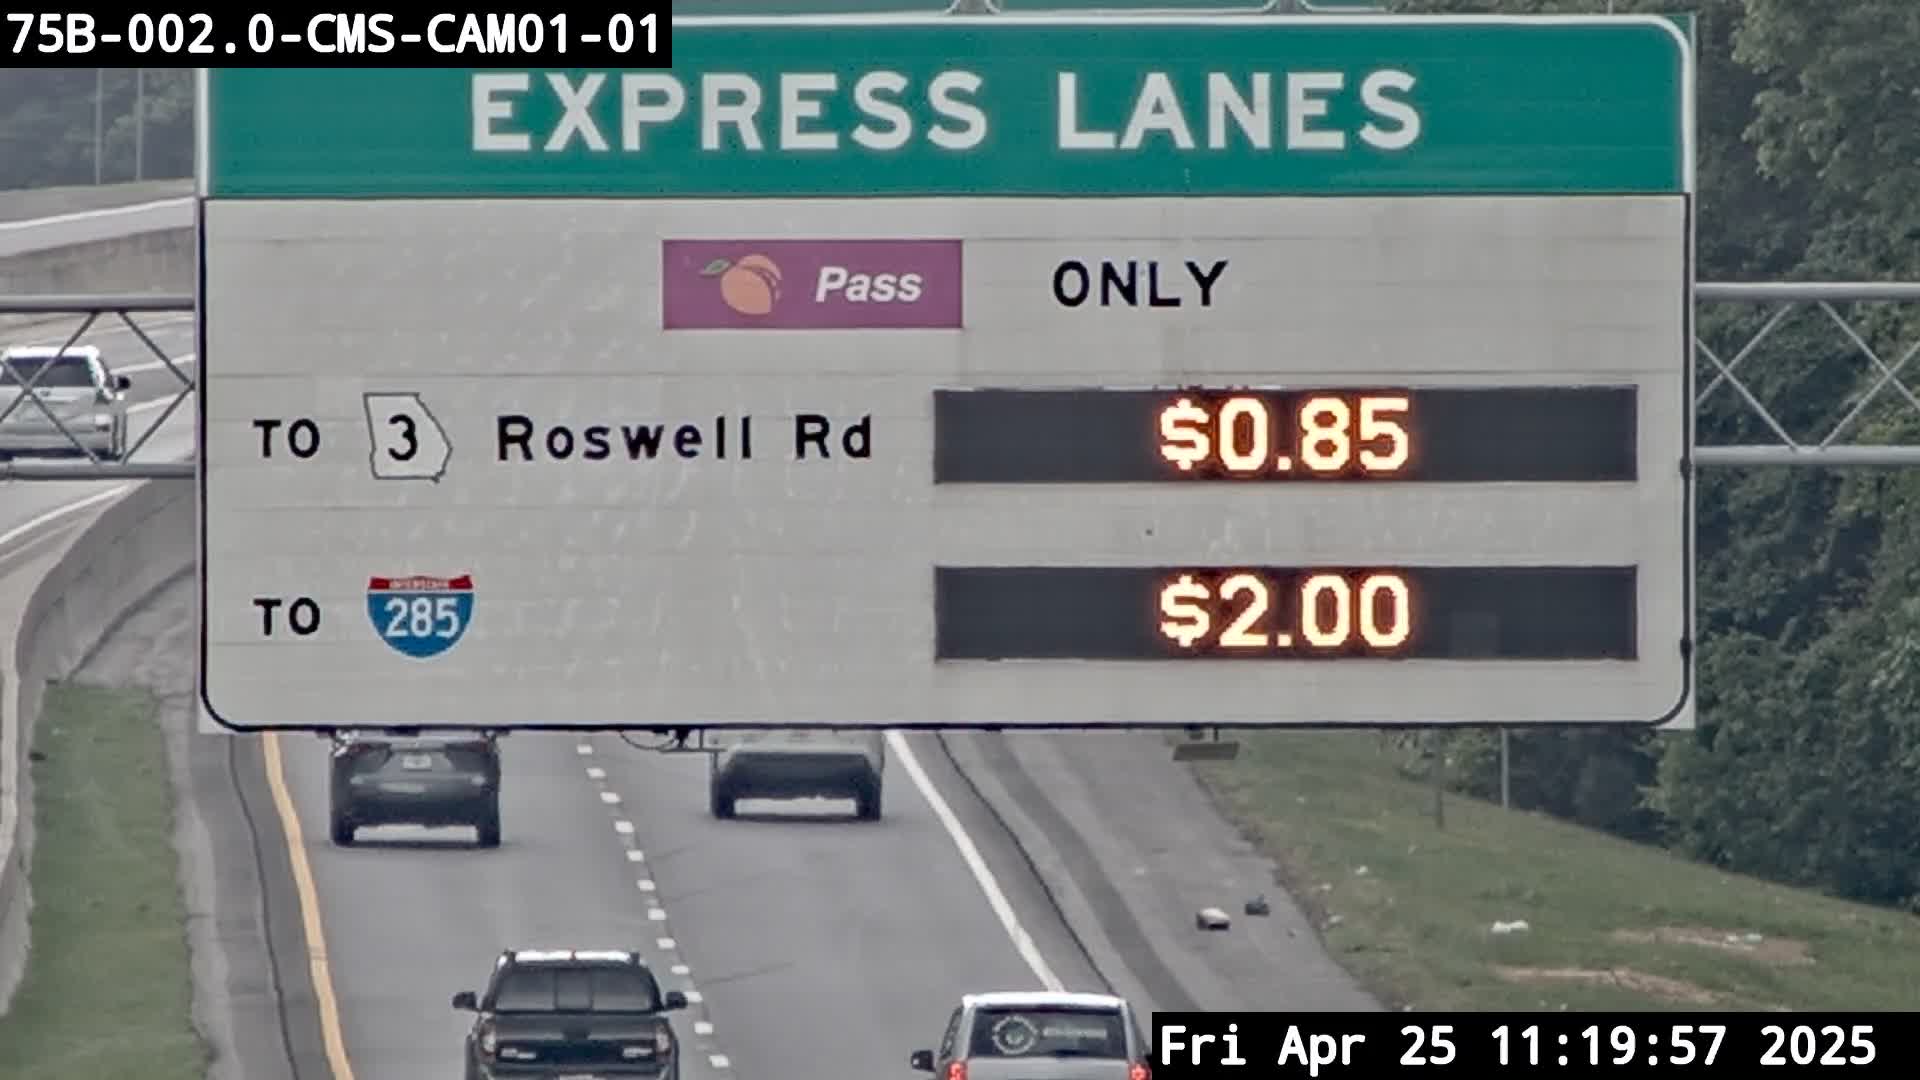 75B-002.0-CMS-CAM01-01
EXPRESS LANES
Pass ONLY
TO 3 Roswell Rd $0.85
TO INTERSTATE 285 $2.00
Fri Apr 25 11:19:57 2025